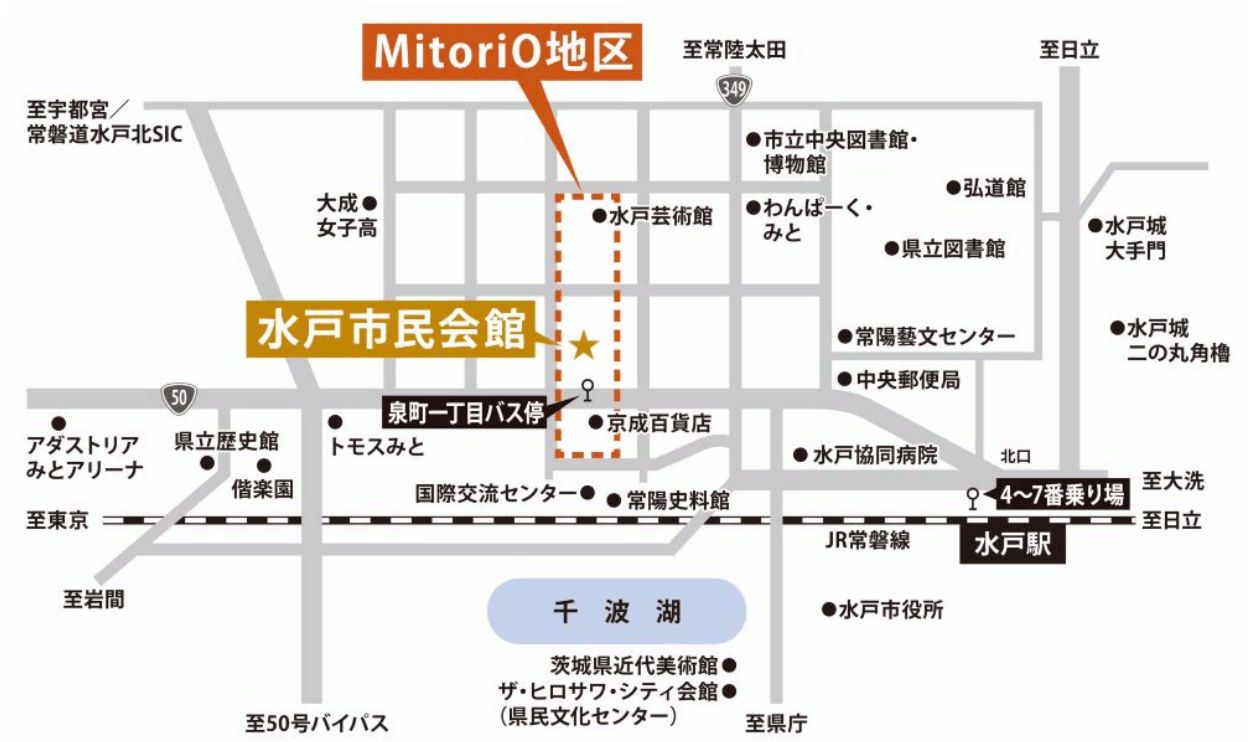 MitoriO地区
至常陸太田
至日立
349
至宇都宮／
常磐道水戸北SIC
市立中央図書館・
博物館
弘道館
大成
女子高
水戸芸術館
わんぱーく・
みと
水戸城
大手門
県立図書館
水戸市民会館
常陽藝文センター
水戸城
二の丸角櫓
中央郵便局
50
泉町一丁目バス停
京成百貨店
アダストリア
みとアリーナ
県立歴史館
トモスみと
偕楽園
水戸協同病院
北口
至大洗
国際交流センター
常陽史料館
4〜7番乗り場
至東京
至日立
JR常磐線
水戸駅
至岩間
千波湖
水戸市役所
茨城県近代美術館
ザ・ヒロサワ・シティ会館
（県民文化センター）
至50号バイパス
至県庁